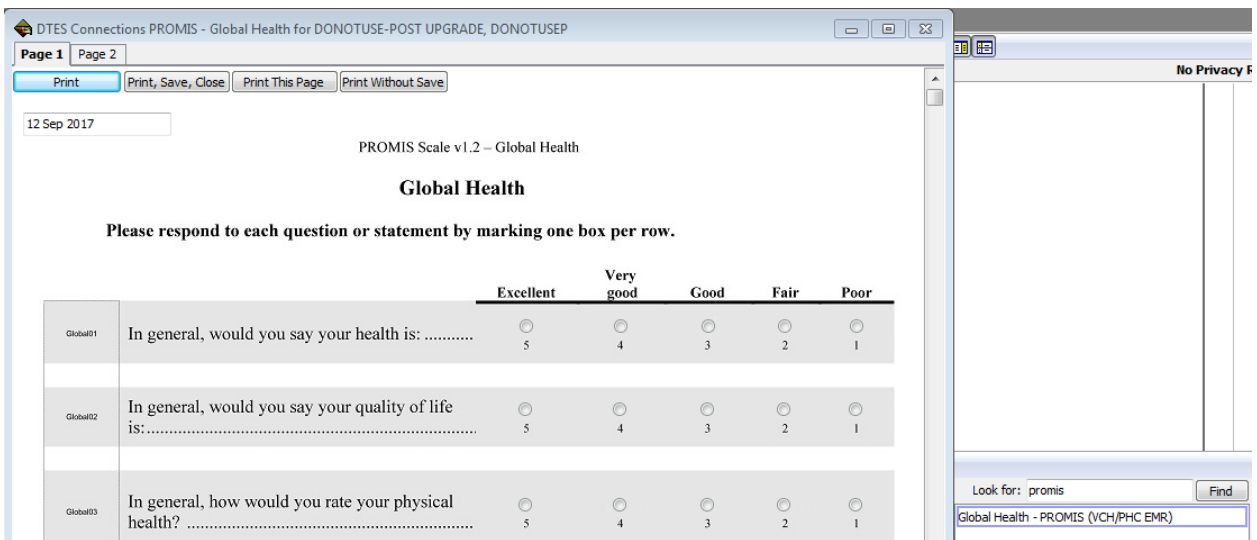 DTES Connections PROMIS - Global Health for DONOTUSE-POST UPGRADE, DONOTUSEP
Page 1 Page 2
Print Print, Save, Close Print This Page Print Without Save
12 Sep 2017
PROMIS Scale v1.2 – Global Health
Global Health
Please respond to each question or statement by marking one box per row.
Excellent Very good Good Fair Poor
Global01 In general, would you say your health is: ...........
5 4 3 2 1
Global02 In general, would you say your quality of life
is:..........................................................................
5 4 3 2 1
Global03 In general, how would you rate your physical
health? ................................................................
5 4 3 2 1
No Privacy
Look for: promis Find
Global Health - PROMIS (VCH/PHC EMR)